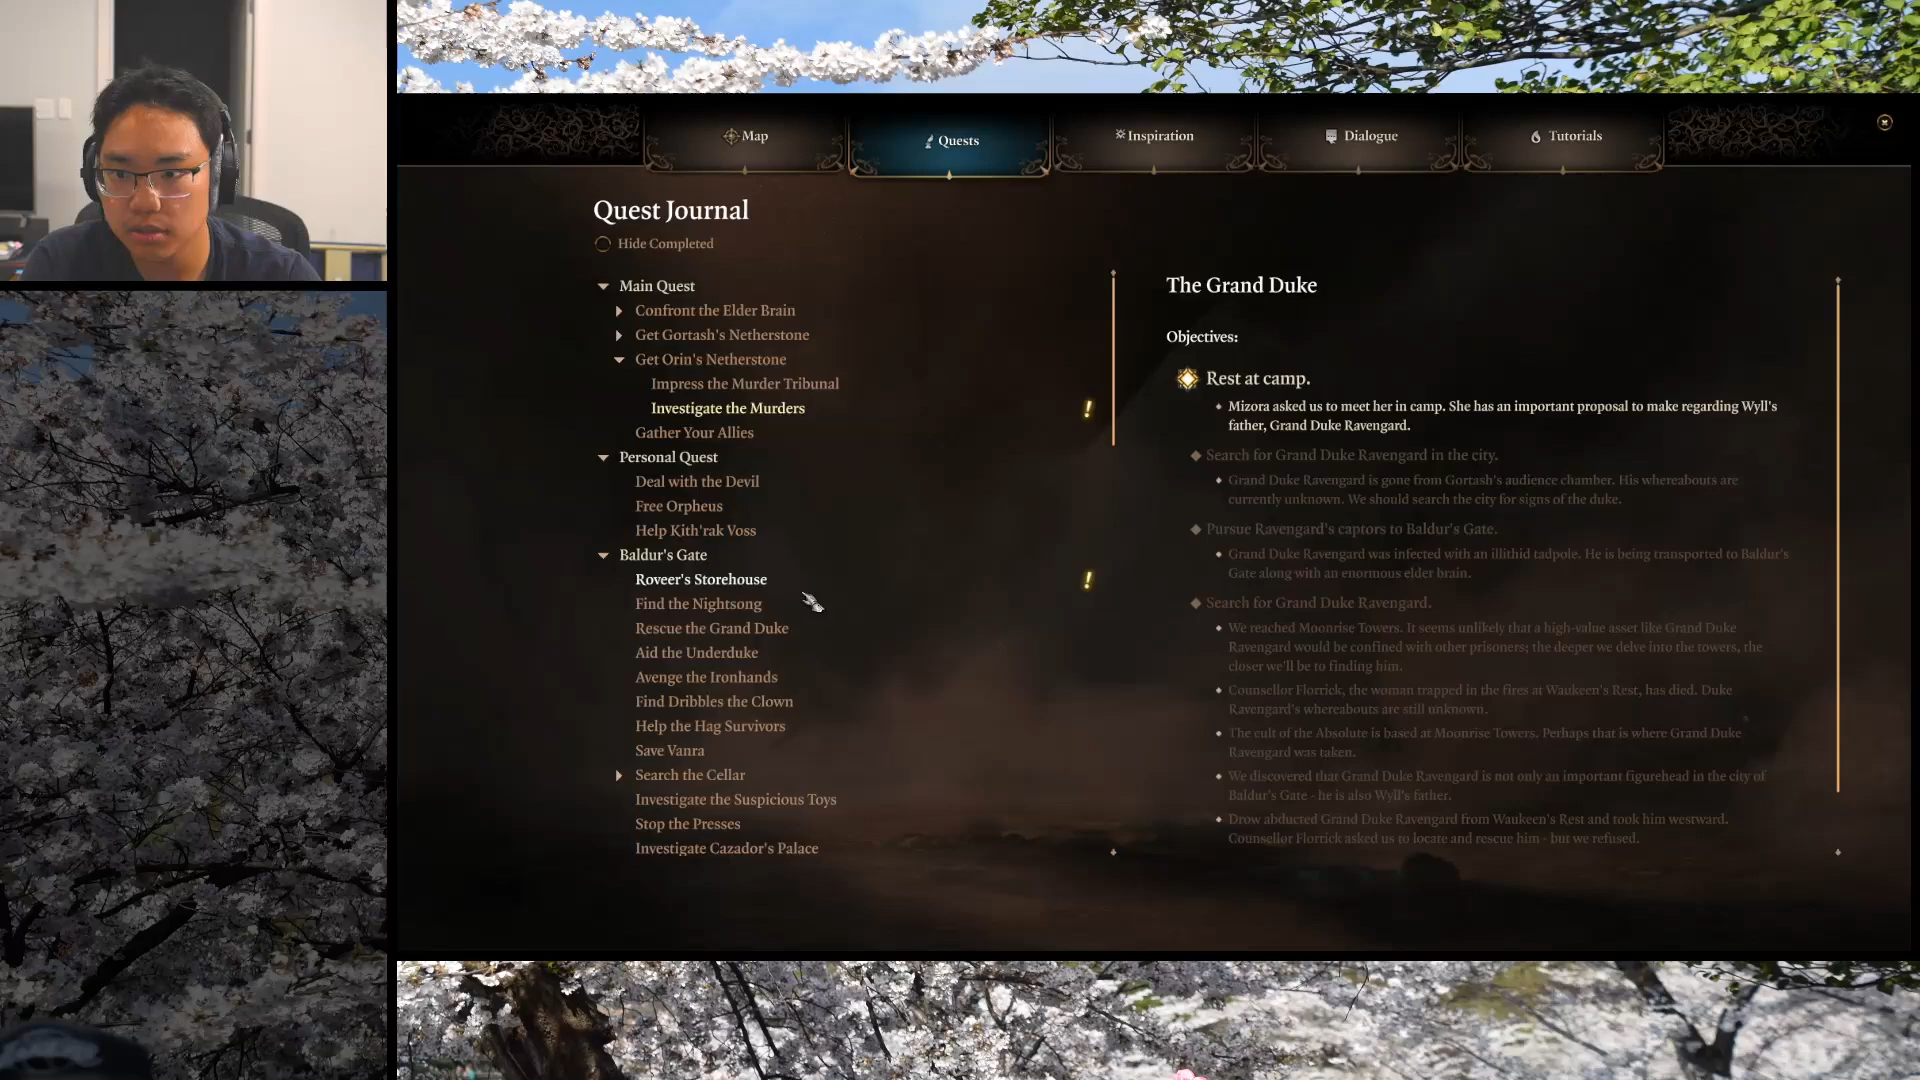 Map
Quests
Inspiration
Dialogue
Tutorials
Quest Journal
Hide Completed
Main Quest
Confront the Elder Brain
Get Gortash's Netherstone
Get Orin's Netherstone
Impress the Murder Tribunal
Investigate the Murders
!
Gather Your Allies
Personal Quest
Deal with the Devil
Free Orpheus
Help Kith'rak Voss
Baldur's Gate
Roveer's Storehouse
!
Find the Nightsong
Rescue the Grand Duke
Aid the Underduke
Avenge the Ironhands
Find Dribbles the Clown
Help the Hag Survivors
Save Vanra
Search the Cellar
Investigate the Suspicious Toys
Stop the Presses
Investigate Cazador's Palace
The Grand Duke
Objectives:
Rest at camp.
Mizora asked us to meet her in camp. She has an important proposal to make regarding Wyll's
father, Grand Duke Ravengard.
Search for Grand Duke Ravengard in the city.
Grand Duke Ravengard is gone from Gortash's audience chamber. His whereabouts are
currently unknown. We should search the city for signs of the duke.
Pursue Ravengard's captors to Baldur's Gate.
Grand Duke Ravengard was infected with an illithid tadpole. He is being transported to Baldur's
Gate along with an enormous elder brain.
Search for Grand Duke Ravengard.
We reached Moonrise Towers. It seems unlikely that a high-value asset like Grand Duke
Ravengard would be confined with other prisoners; the deeper we delve into the towers, the
closer we'll be to finding him.
Counsellor Florrick, the woman trapped in the fires at Waukeen's Rest, has died. Duke
Ravengard's whereabouts are still unknown.
The cult of the Absolute is based at Moonrise Towers. Perhaps that is where Grand Duke
Ravengard was taken.
We discovered that Grand Duke Ravengard is not only an important figurehead in the city of
Baldur's Gate - he is also Wyll's father.
Drow abducted Grand Duke Ravengard from Waukeen's Rest and took him westward.
Counsellor Florrick asked us to locate and rescue him - but we refused.